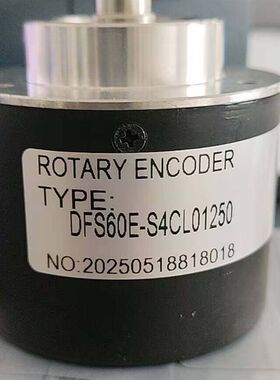 ROTARY ENCODER
TYPE:
DFS60E-S4CL01250
NO:20250518818018